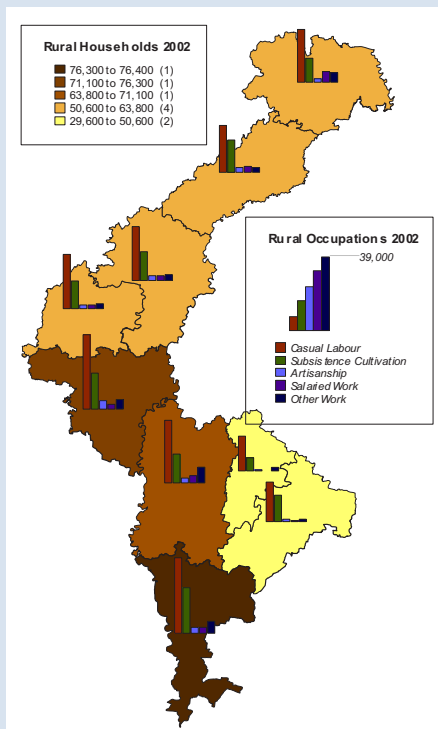 Rural Households 2002
76,300 to 76,400 (1)
71,100 to 76,300 (1)
63,800 to 71,100 (1)
50,600 to 63,800 (4)
29,600 to 50,600 (2)
Rural Occupations 2002
39,000
Casual Labour
Subsistence Cultivation
Artisanship
Salaried Work
Other Work